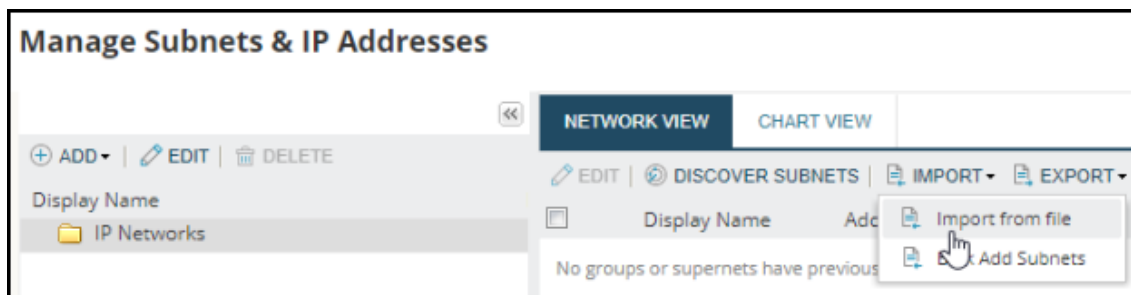 Manage Subnets & IP Addresses
NETWORK VIEW
CHART VIEW
ADD
EDIT
DELETE
EDIT
DISCOVER SUBNETS
IMPORT
EXPORT
Display Name
IP Networks
Display Name
Import from file
Add Subnets
No groups or supernets have previous